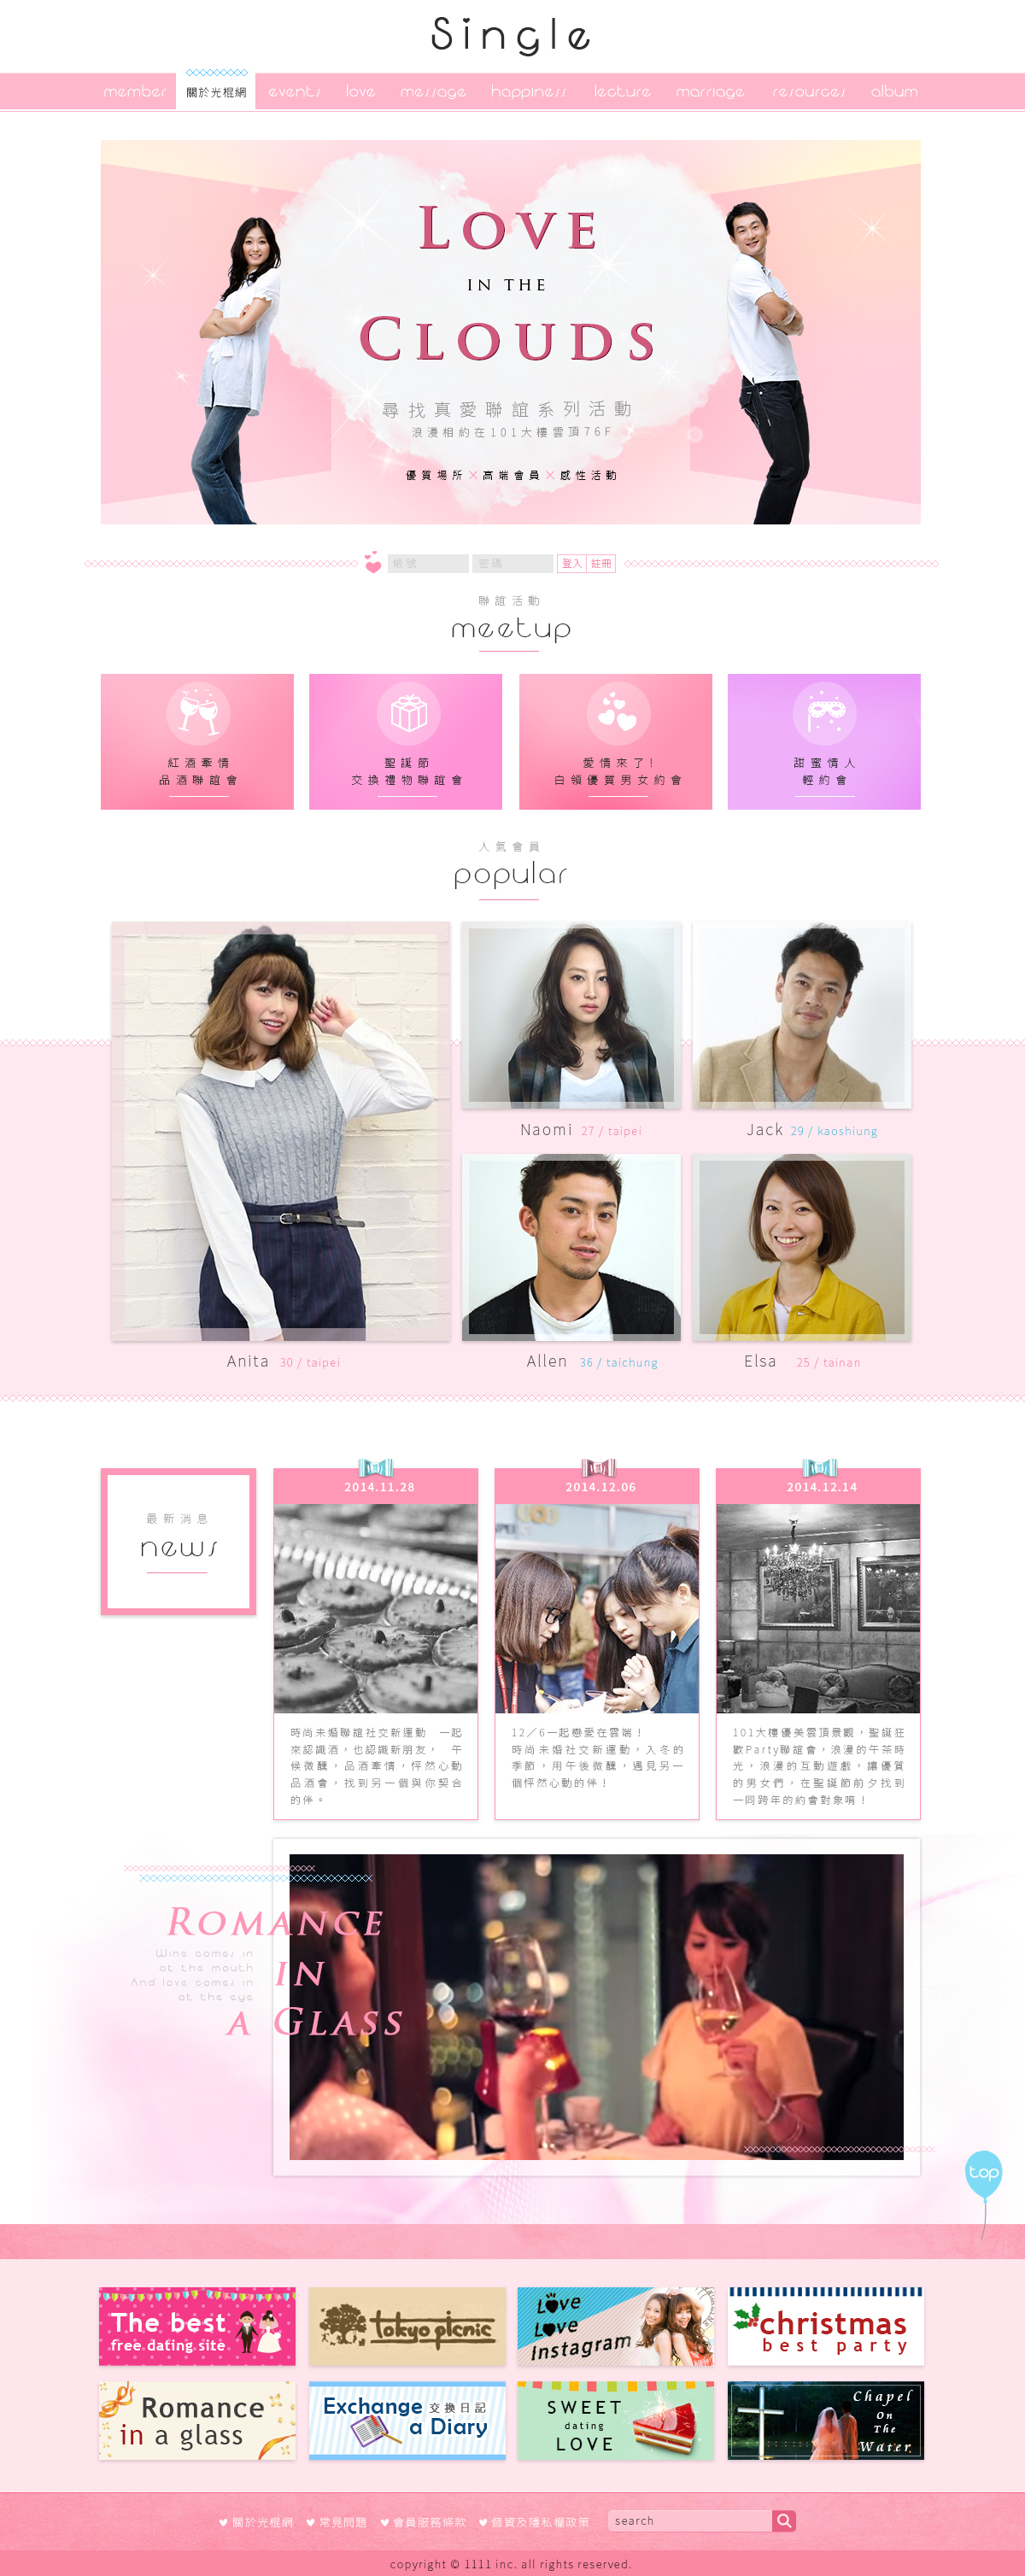 Single
member 關於光棍網 events love message happiness lecture marriage resources album
LOVE
IN THE
CLOUDS
尋找真愛聯誼系列活動
浪漫相約在101大樓雲頂76F
優質場所×高端會員×感性活動
帳號 密碼 登入 註冊
聯誼活動
meetup
紅酒牽情
品酒聯誼會
聖誕節
交換禮物聯誼會
愛情來了!
白領優質男女約會
甜蜜情人
輕約會
人氣會員
popular
Naomi 27 / taipei
Jack 29 / kaoshiung
Anita 30 / taipei
Allen 36 / taichung
Elsa 25 / tainan
最新消息
news
2014.11.28
時尚未婚聯誼社交新運動 一起
來認識酒，也認識新朋友， 午
候微醺，品酒牽情，怦然心動
品酒會，找到另一個與你契合
的伴。
2014.12.06
12／6一起戀愛在雲端！
時尚未婚社交新運動，入冬的
季節，用午後微醺，遇見另一
個怦然心動的伴！
2014.12.14
101大樓優美雲頂景觀，聖誕狂
歡Party聯誼會，浪漫的午茶時
光，浪漫的互動遊戲，讓優質
的男女們，在聖誕節前夕找到
一同跨年的約會對象唷！
ROMANCE
IN
A GLASS
Wine comes in
at the mouth
And love comes in
at the eye
top
The best
free dating site
tokyo picnic
Love
Love
Instagram
christmas
best party
Romance
in a glass
Exchange 交換日記
a Diary
SWEET
dating
LOVE
Chapel
On
The
Water
關於光棍網 常見問題 會員服務條款 個資及隱私權政策 search
copyright © 1111 inc. all rights reserved.